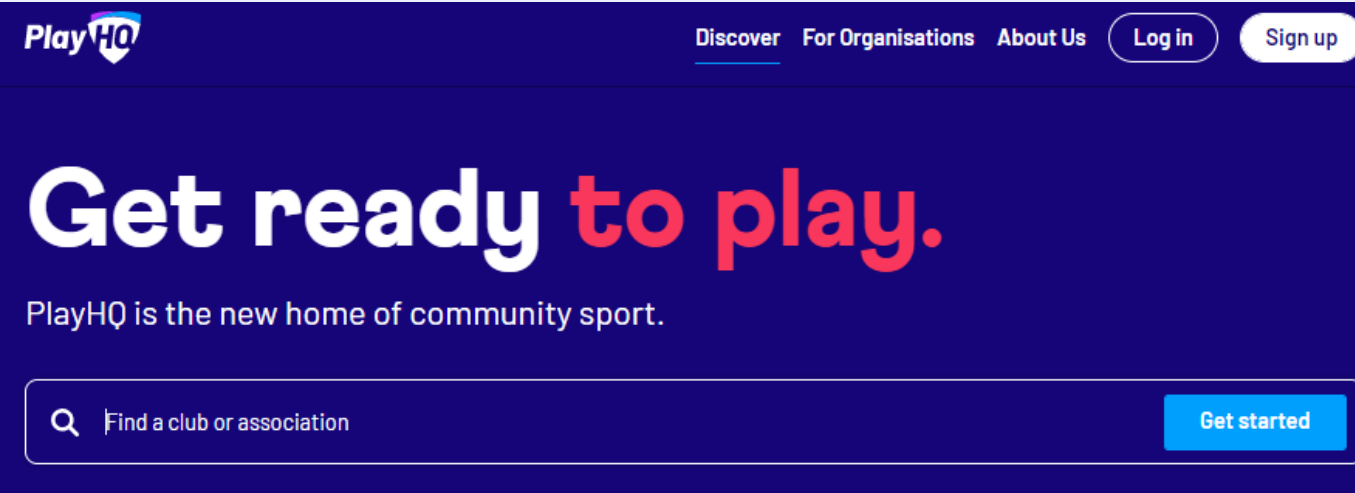 PlayHQ
Discover For Organisations About Us Log in Sign up
Get ready to play.
PlayHQ is the new home of community sport.
Find a club or association
Get started